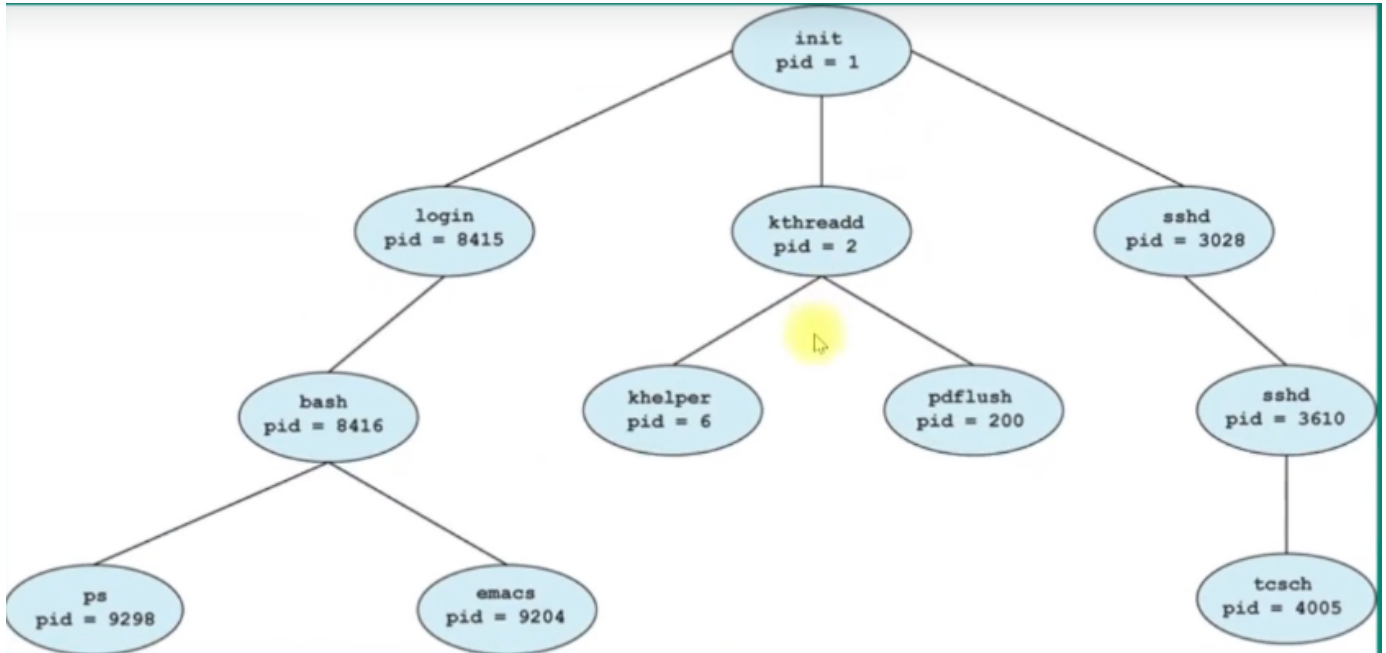 init
pid = 1
login
pid = 8415
kthreadd
pid = 2
sshd
pid = 3028
bash
pid = 8416
khelper
pid = 6
pdflush
pid = 200
sshd
pid = 3610
ps
pid = 9298
emacs
pid = 9204
tcsch
pid = 4005